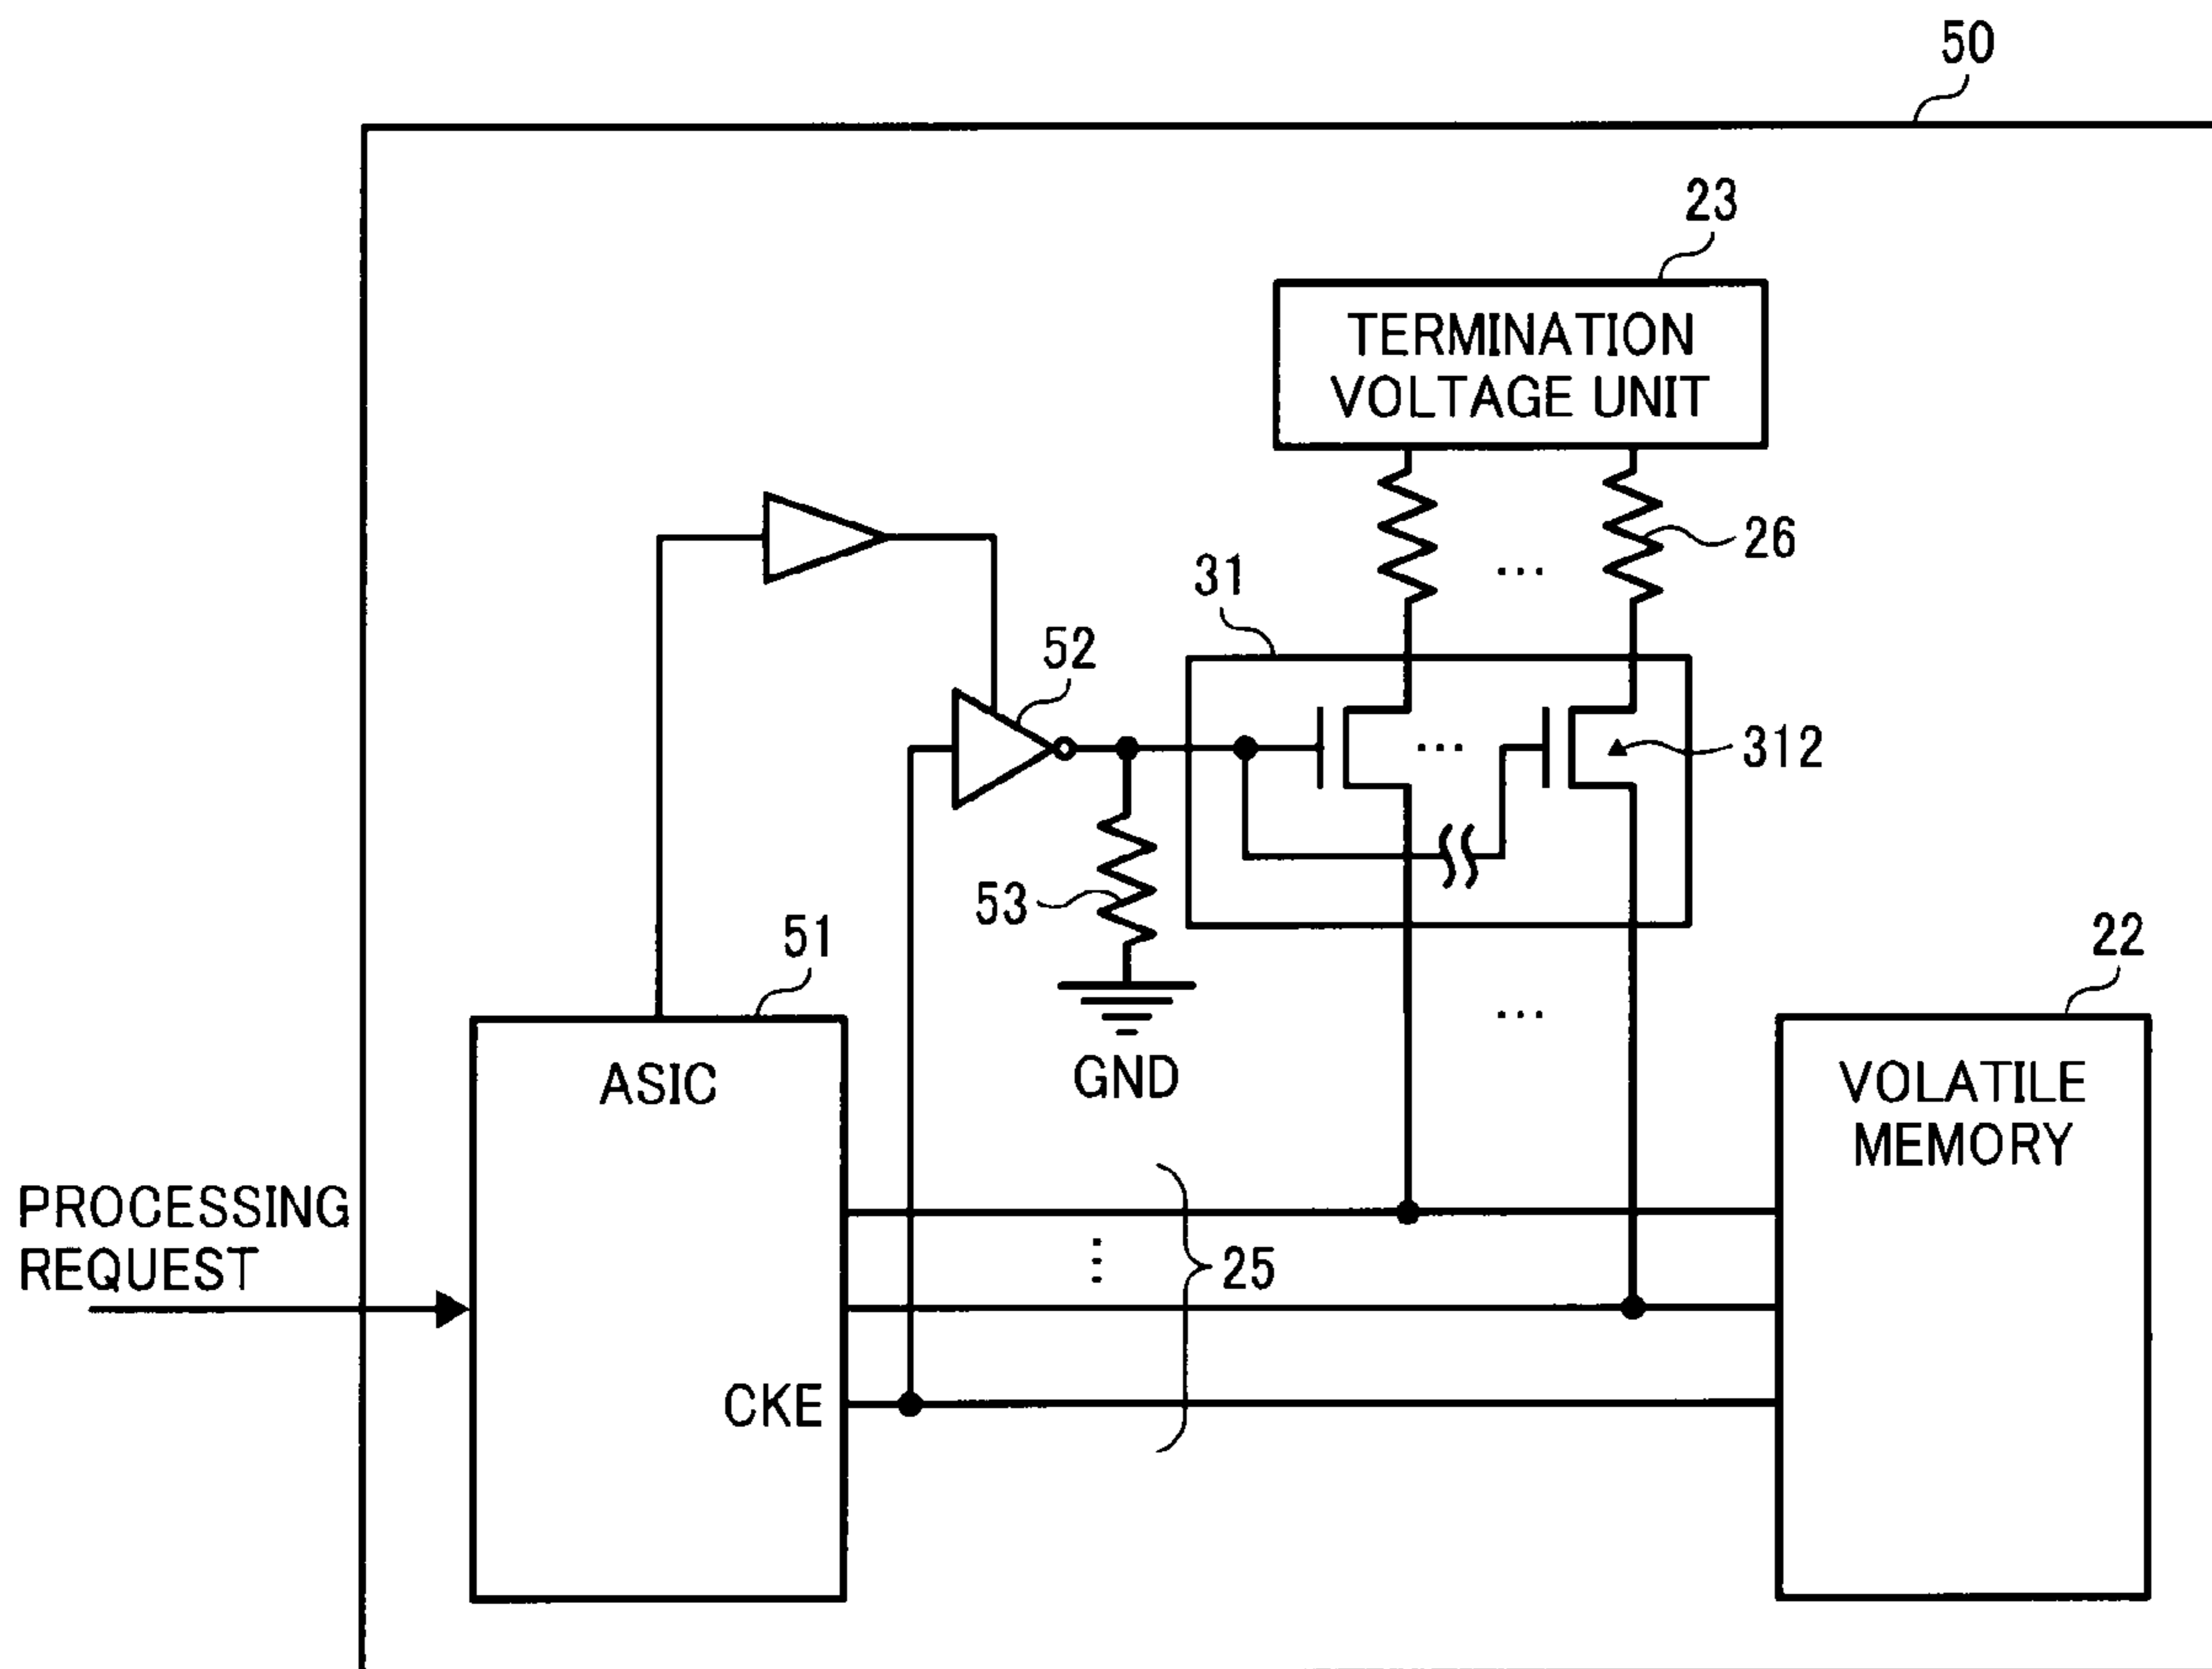 50
23
TERMINATION
VOLTAGE UNIT
26
...
31
52
312
...
53
51
22
...
GND
ASIC
VOLATILE
MEMORY
PROCESSING
REQUEST
25
CKE